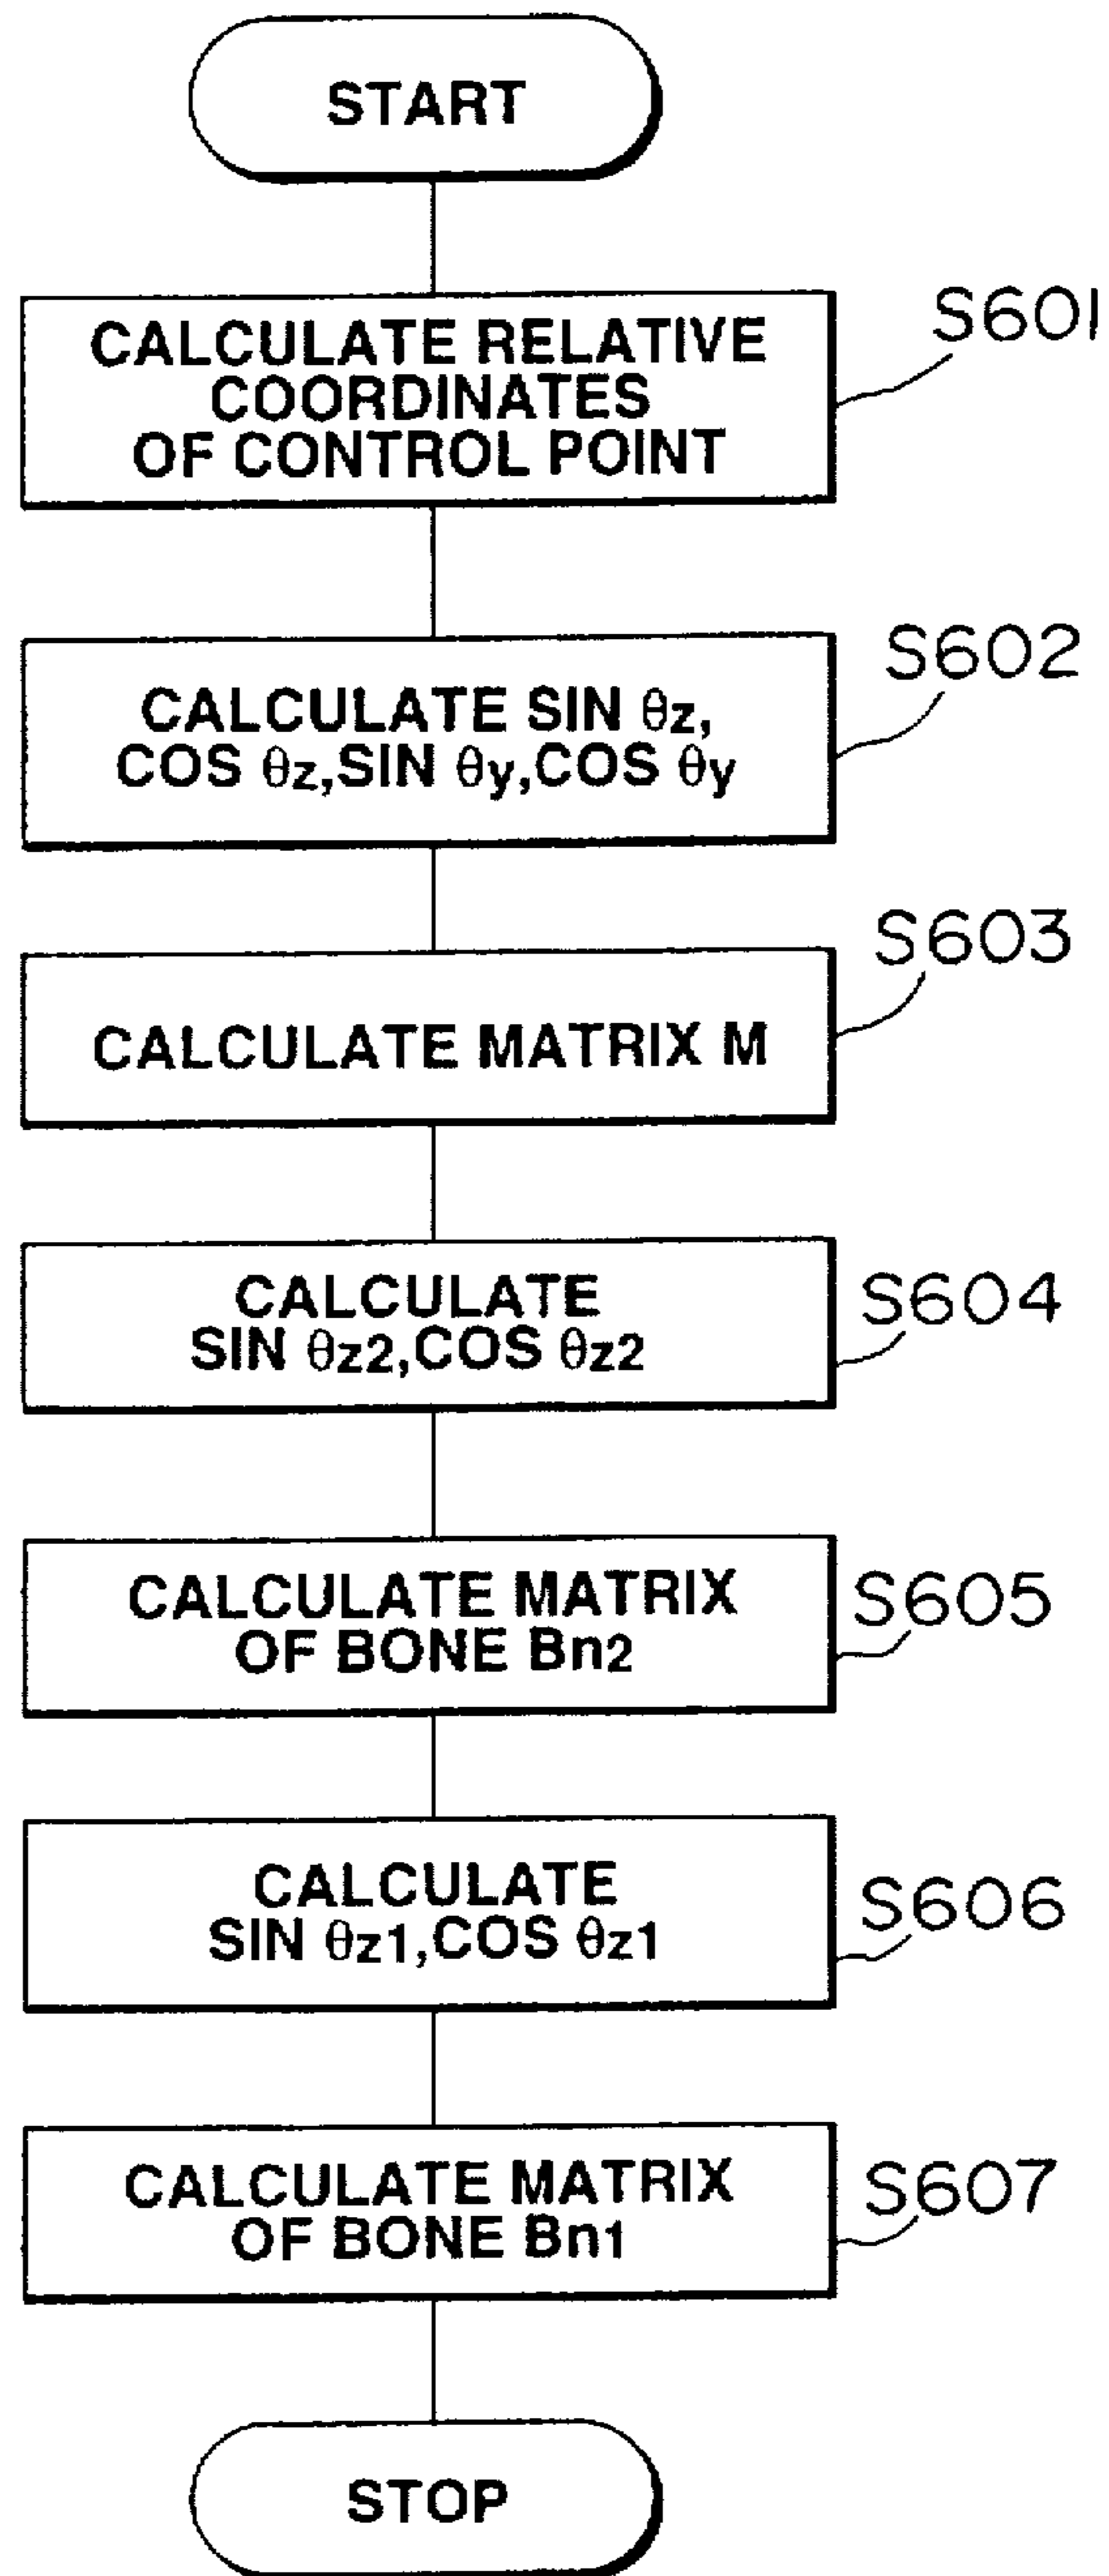 START
CALCULATE RELATIVE
COORDINATES
OF CONTROL POINT
S601
CALCULATE SIN θz,
COS θz,SIN θy,COS θy
S602
CALCULATE MATRIX M
S603
CALCULATE
SIN θz2,COS θz2
S604
CALCULATE MATRIX
OF BONE Bn2
S605
CALCULATE
SIN θz1,COS θz1
S606
CALCULATE MATRIX
OF BONE Bn1
S607
STOP